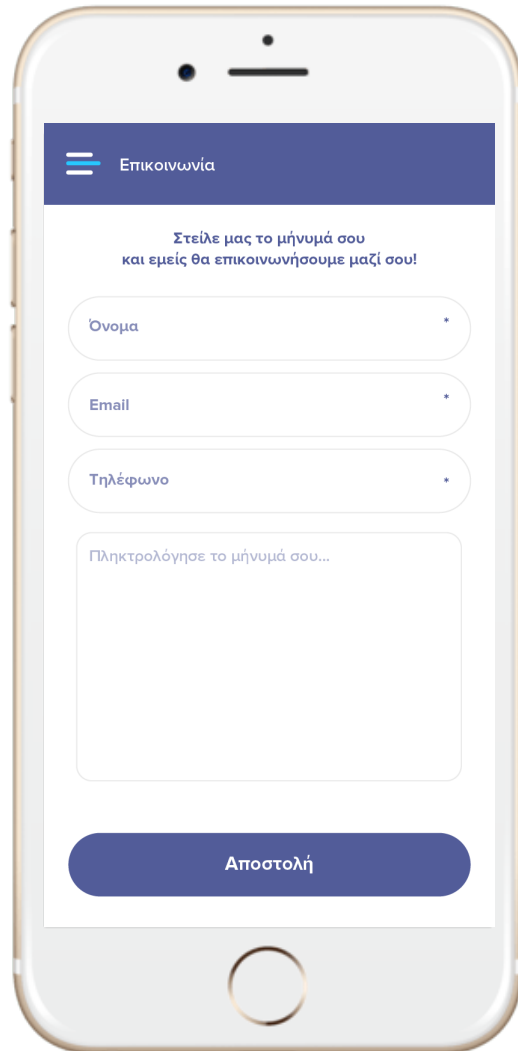 Επικοινωνία
Στείλε μας το μήνυμά σου
και εμείς θα επικοινωνήσουμε μαζί σου!
Όνομα *
Email *
Τηλέφωνο *
Πληκτρολόγησε το μήνυμά σου...
Αποστολή